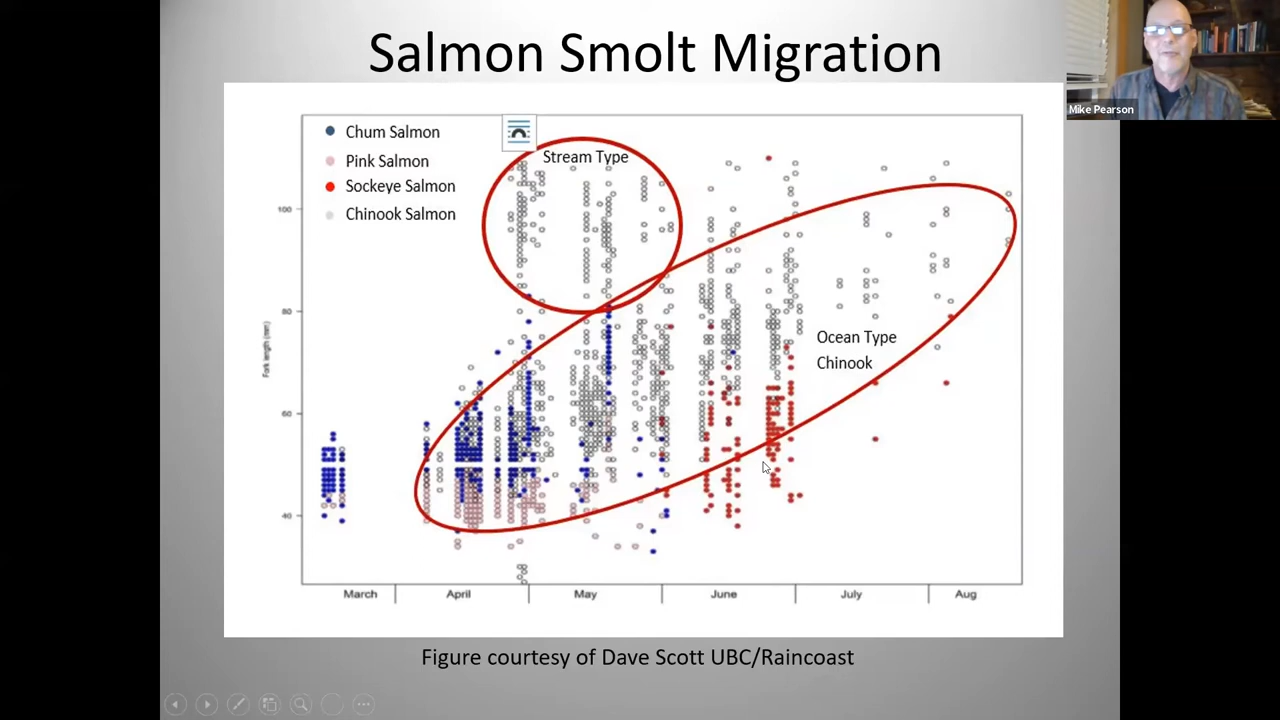 Salmon Smolt Migration
Mike Pearson
Chum Salmon
Pink Salmon
Sockeye Salmon
Chinook Salmon
Stream Type
Ocean Type
Chinook
Fork length (mm)
100
80
60
40
March
April
May
June
July
Aug
Figure courtesy of Dave Scott UBC/Raincoast